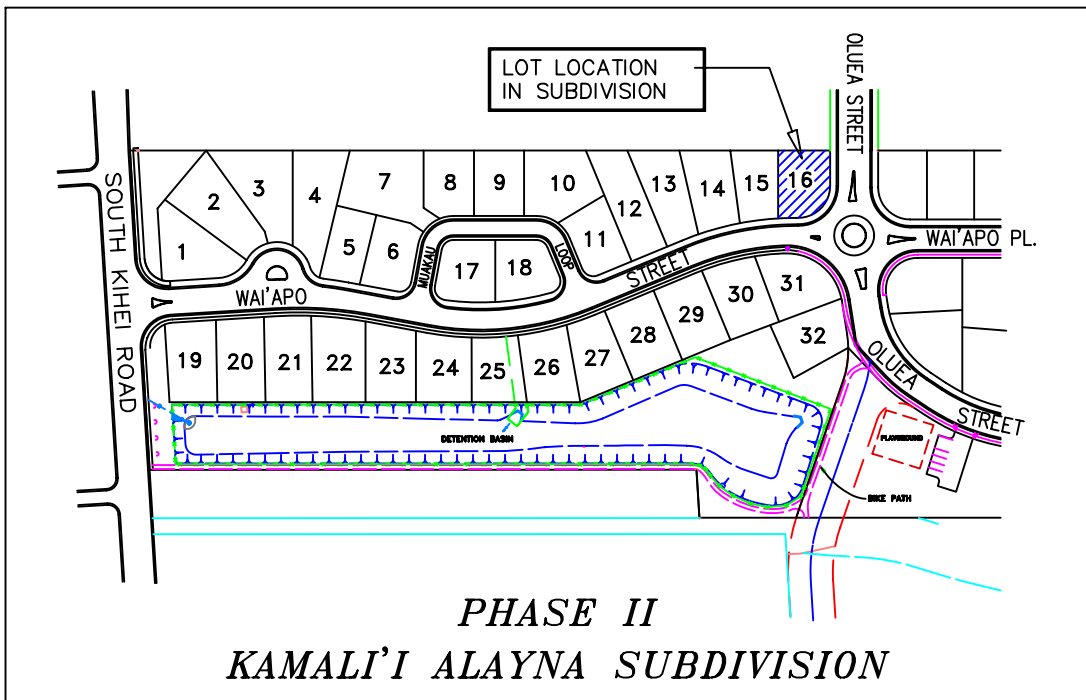 LOT LOCATION
IN SUBDIVISION
OLUEA STREET
SOUTH KIHEI ROAD
1
2
3
4
5
6
7
8
9
10
11
12
13
14
15
16
MUAKAU
LOOP
17
18
WAI'APO
STREET
WAI'APO PL.
19
20
21
22
23
24
25
26
27
28
29
30
31
32
OLUEA
STREET
DETENTION BASIN
PLAYGROUND
BIKE PATH
PHASE II
KAMALI'I ALAYNA SUBDIVISION